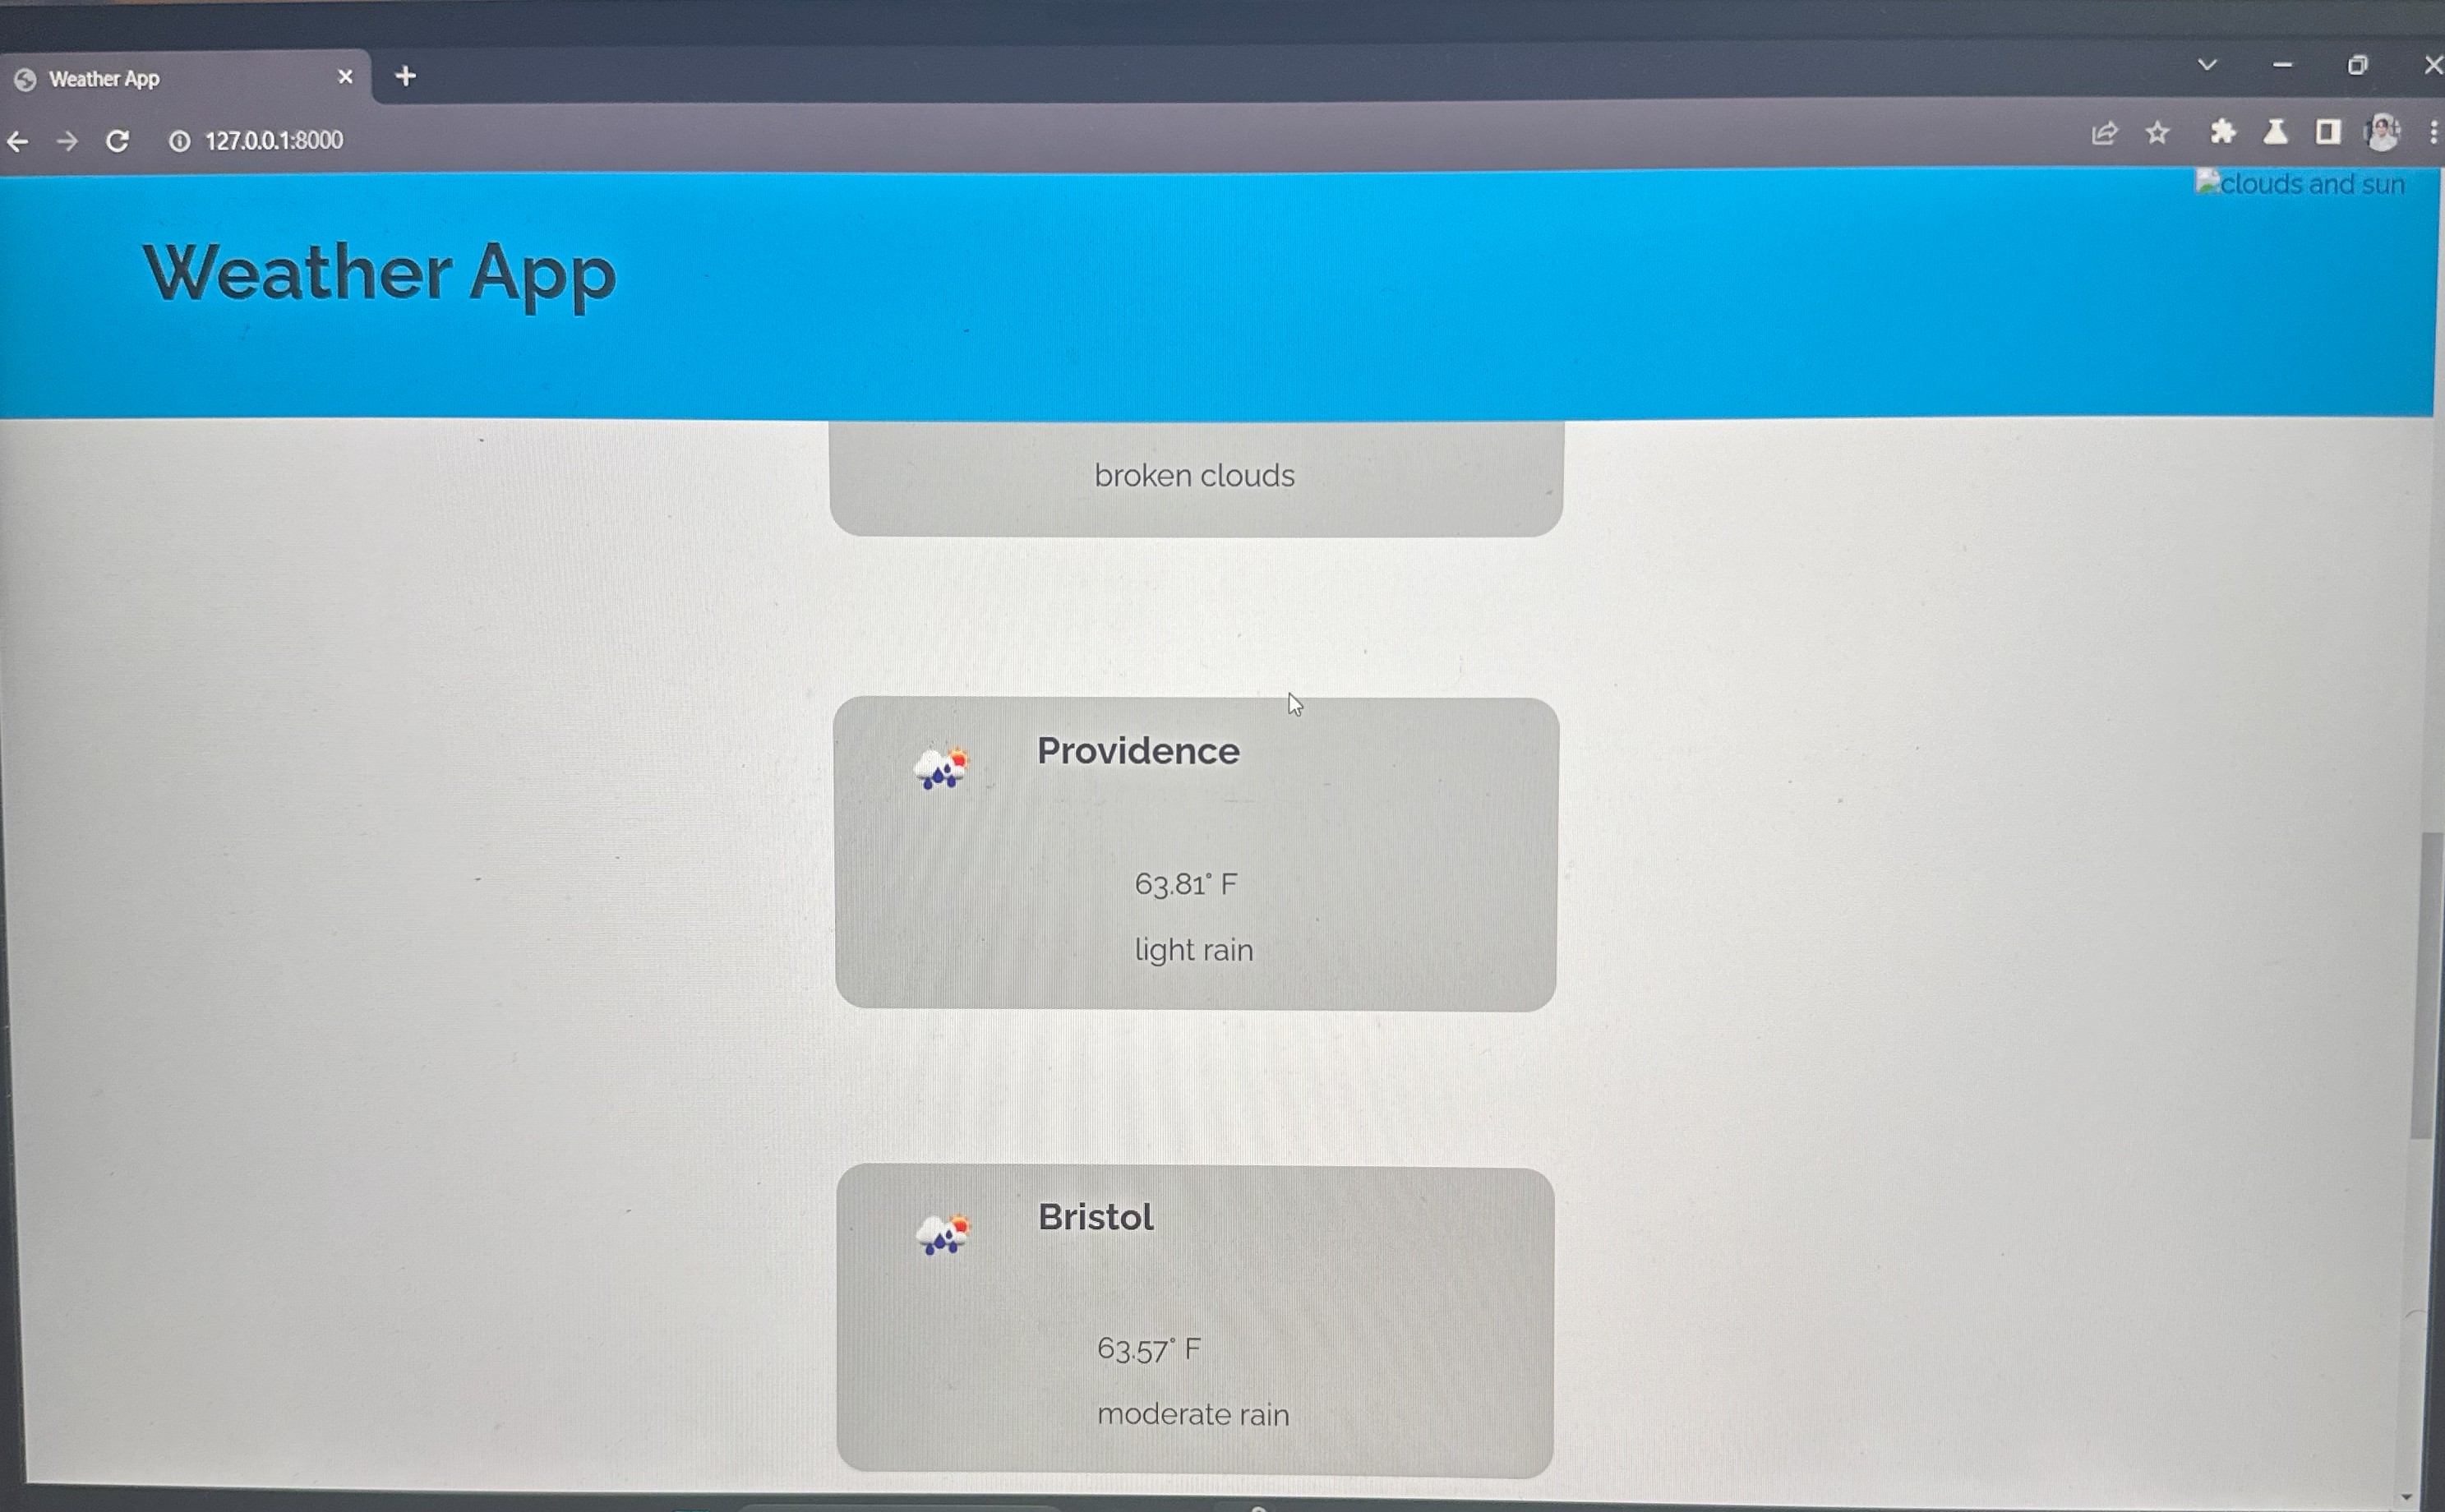 Weather App
127.0.0.1:8000
clouds and sun
Weather App
broken clouds
Providence
63.81° F
light rain
Bristol
63.57° F
moderate rain